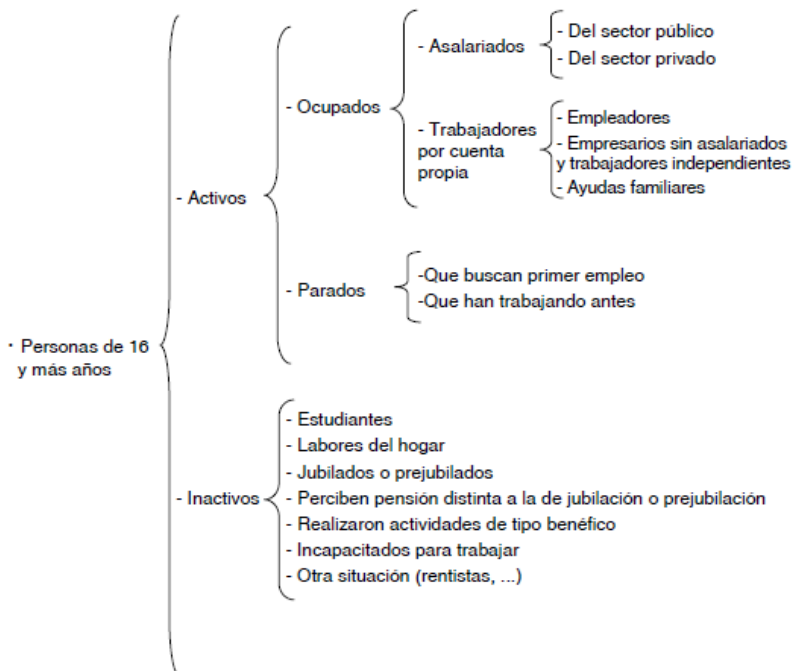 · Personas de 16
y más años
- Activos
- Ocupados
- Asalariados
- Del sector público
- Del sector privado
- Trabajadores
por cuenta
propia
- Empleadores
- Empresarios sin asalariados
y trabajadores independientes
- Ayudas familiares
- Parados
-Que buscan primer empleo
-Que han trabajando antes
- Inactivos
- Estudiantes
- Labores del hogar
- Jubilados o prejubilados
- Perciben pensión distinta a la de jubilación o prejubilación
- Realizaron actividades de tipo benéfico
- Incapacitados para trabajar
- Otra situación (rentistas, ...)